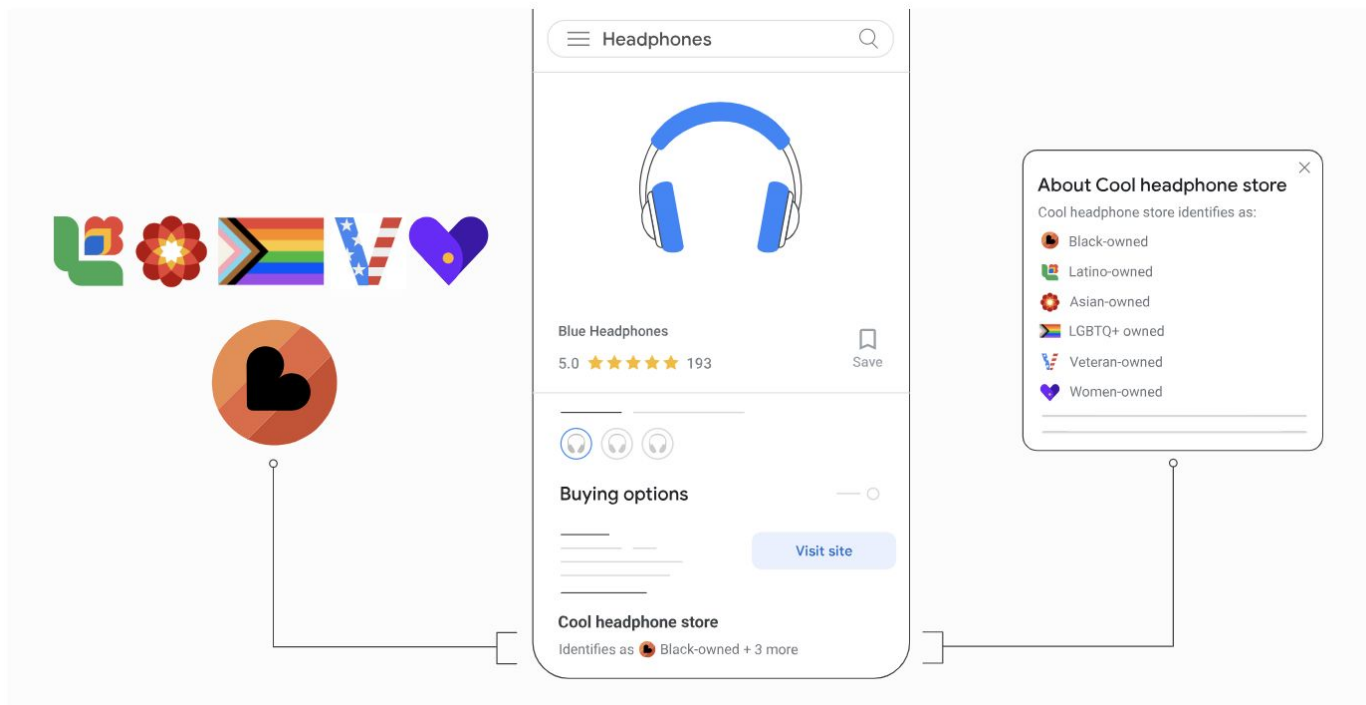 Headphones
Blue Headphones
5.0 193
Save
Buying options
Visit site
Cool headphone store
Identifies as Black-owned + 3 more
About Cool headphone store
Cool headphone store identifies as:
Black-owned
Latino-owned
Asian-owned
LGBTQ+ owned
Veteran-owned
Women-owned